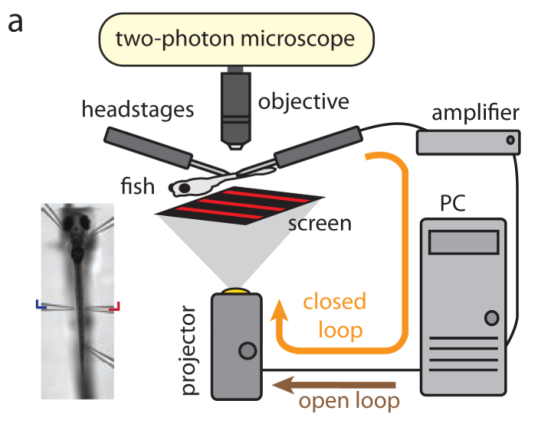 a
two-photon microscope
headstages
objective
amplifier
fish
screen
PC
projector
closed
loop
open loop